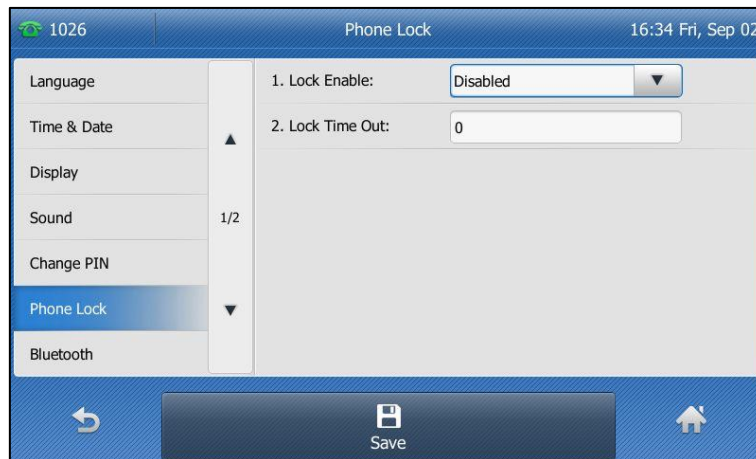 1026 Phone Lock 16:34 Fri, Sep 02
Language
Time & Date
Display
Sound
Change PIN
Phone Lock
Bluetooth
1/2
1. Lock Enable: Disabled
2. Lock Time Out: 0
Save